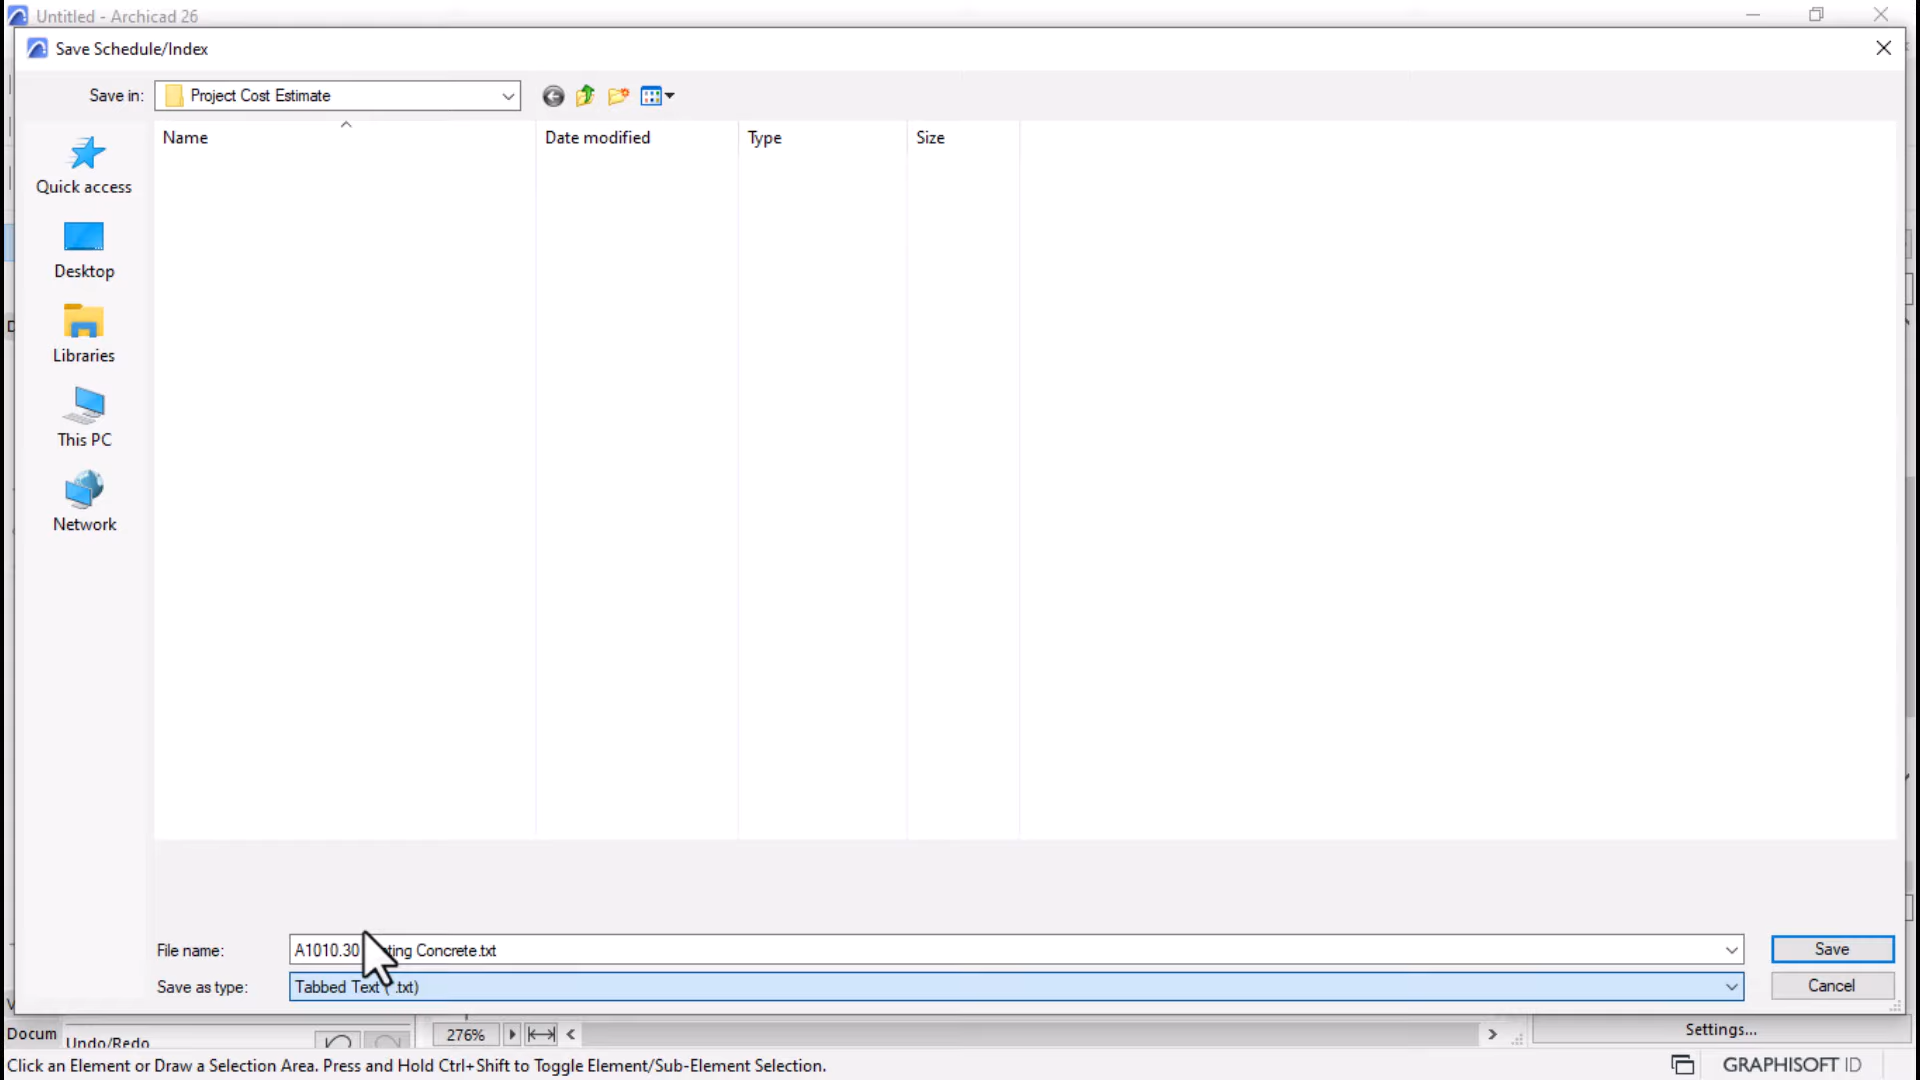 Untitled - Archicad 26
Save Schedule/Index
Save in: Project Cost Estimate
Name Date modified Type Size
Quick access
Desktop
Libraries
This PC
Network
File name: A1010.30 ting Concrete.txt Save
Save as type: Tabbed Text (*.txt) Cancel
Docum Undo/Redo 276% Settings...
Click an Element or Draw a Selection Area. Press and Hold Ctrl+Shift to Toggle Element/Sub-Element Selection. GRAPHISOFT ID